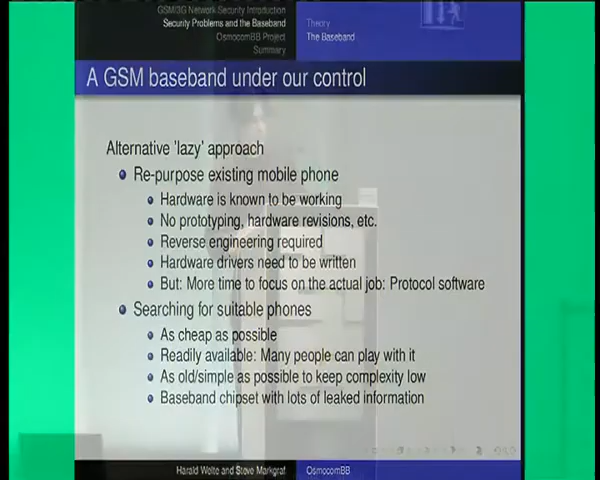 GSM/3G Network Security Introduction
Security Problems and the Baseband
OsmocomBB Project
Summary
Theory
The Baseband
A GSM baseband under our control
Alternative 'lazy' approach
Re-purpose existing mobile phone
Hardware is known to be working
No prototyping, hardware revisions, etc.
Reverse engineering required
Hardware drivers need to be written
But: More time to focus on the actual job: Protocol software
Searching for suitable phones
As cheap as possible
Readily available: Many people can play with it
As old/simple as possible to keep complexity low
Baseband chipset with lots of leaked information
Harald Welte and Steve Markgraf
OsmocomBB